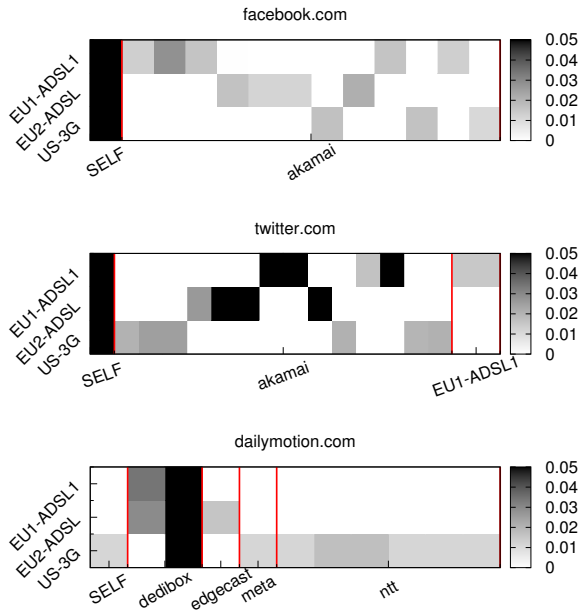 facebook.com
EU1-ADSL1
EU2-ADSL
US-3G
SELF
akamai
0.05
0.04
0.03
0.02
0.01
0
twitter.com
EU1-ADSL1
EU2-ADSL
US-3G
SELF
akamai
EU1-ADSL1
0.05
0.04
0.03
0.02
0.01
0
dailymotion.com
EU1-ADSL1
EU2-ADSL
US-3G
SELF
dedibox
edgecast
meta
ntt
0.05
0.04
0.03
0.02
0.01
0